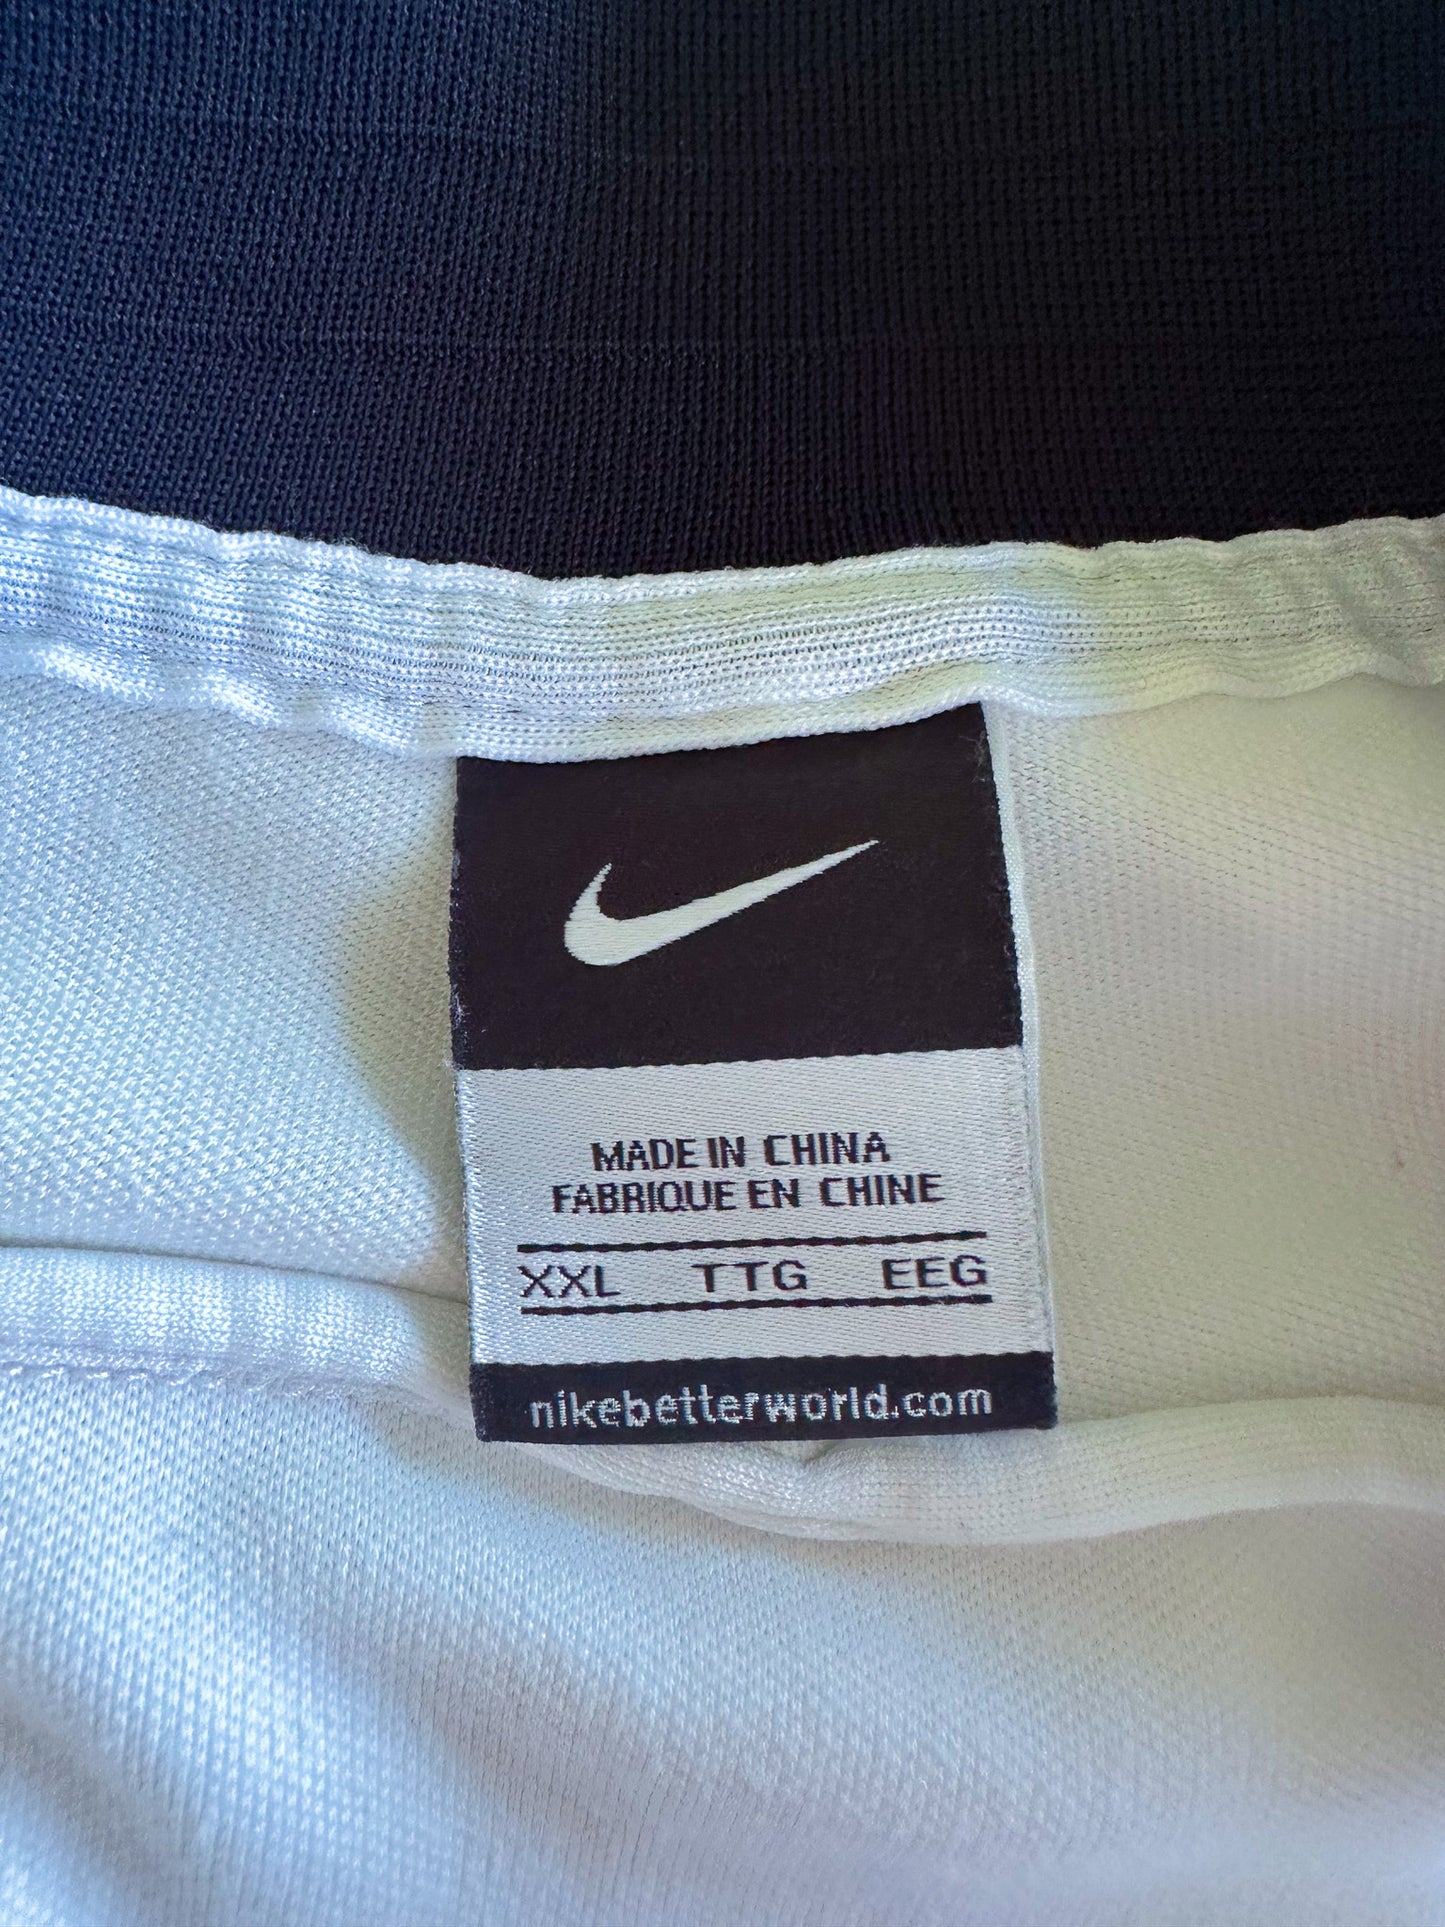 MADE IN CHINA
FABRIQUE EN CHINE
XXL TTG EEG
nikebetterworld.com